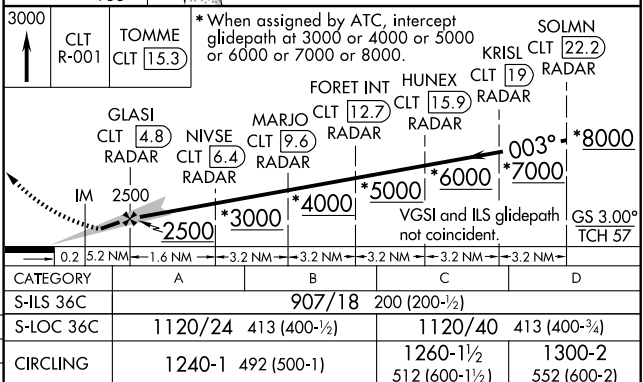 3000
CLT
R-001
TOMME
CLT 15.3
* When assigned by ATC, intercept
glidepath at 3000 or 4000 or 5000
or 6000 or 7000 or 8000.
SOLMN
CLT 22.2
RADAR
KRISL
CLT 19
RADAR
HUNEX
CLT 15.9
RADAR
FORET INT
CLT 12.7
RADAR
MARJO
CLT 9.6
RADAR
NIVSE
CLT 6.4
RADAR
GLASI
CLT 4.8
RADAR
IM
2500
2500
*3000
*4000
*5000
*6000
*7000
003°
*8000
VGSI and ILS glidepath
not coincident.
GS 3.00°
TCH 57
0.2 5.2 NM 1.6 NM 3.2 NM 3.2 NM 3.2 NM 3.2 NM 3.2 NM
CATEGORY A B C D
S-ILS 36C 907/18 200 (200-½)
S-LOC 36C 1120/24 413 (400-½) 1120/40 413 (400-¾)
CIRCLING 1240-1 492 (500-1) 1260-1½ 512 (600-1½) 1300-2 552 (600-2)